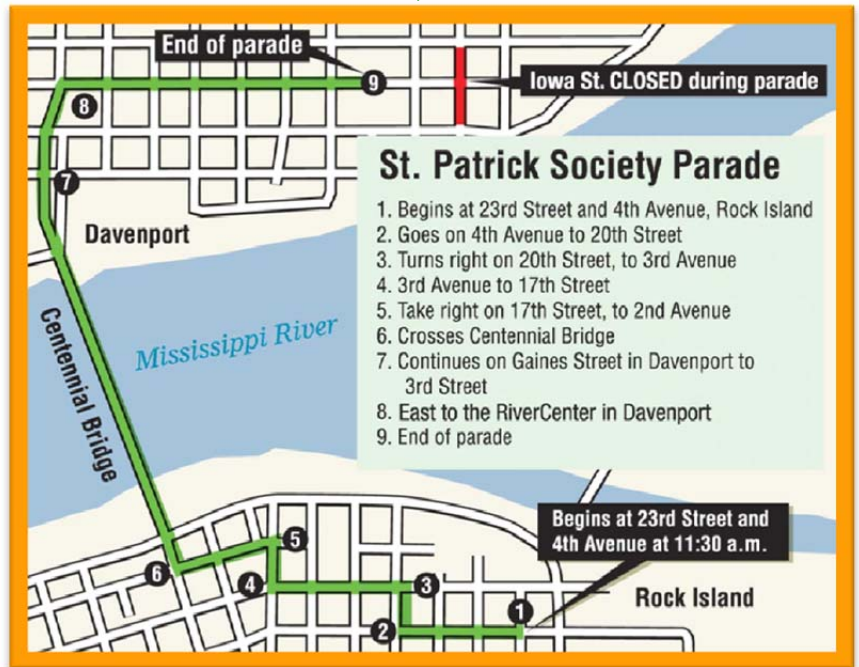 End of parade
9
Iowa St. CLOSED during parade
8
St. Patrick Society Parade
1. Begins at 23rd Street and 4th Avenue, Rock Island
2. Goes on 4th Avenue to 20th Street
3. Turns right on 20th Street, to 3rd Avenue
4. 3rd Avenue to 17th Street
5. Take right on 17th Street, to 2nd Avenue
6. Crosses Centennial Bridge
7. Continues on Gaines Street in Davenport to
3rd Street
8. East to the RiverCenter in Davenport
9. End of parade
7
Davenport
Mississippi River
Centennial Bridge
Begins at 23rd Street and
4th Avenue at 11:30 a.m.
5
6
4
3
Rock Island
1
2